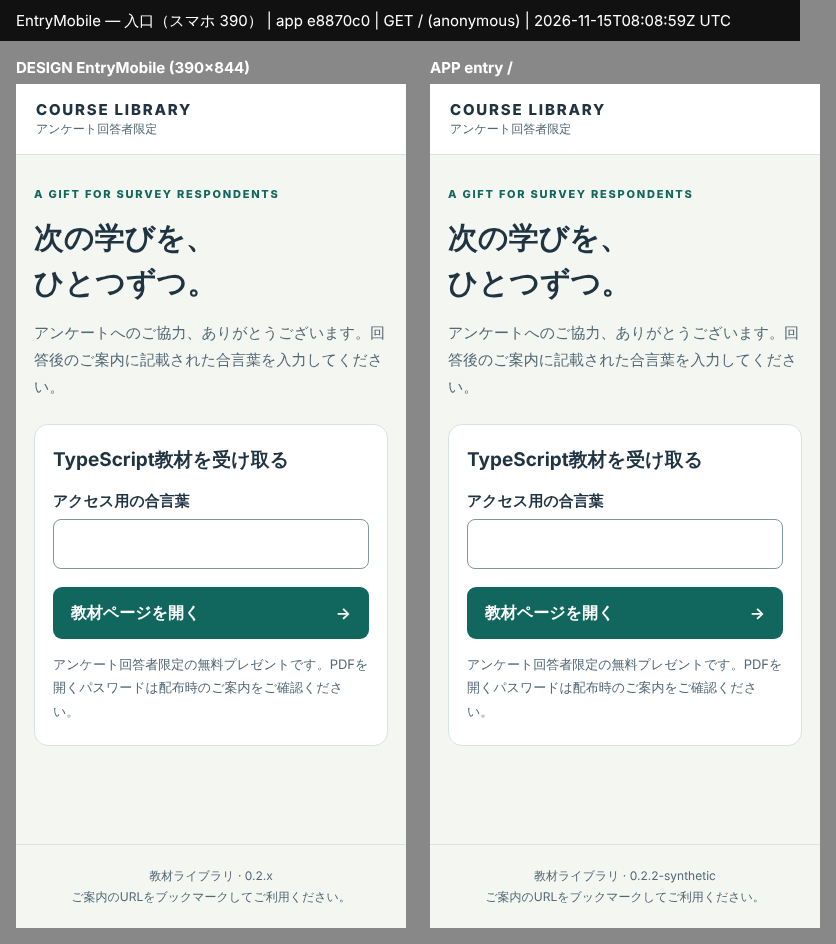 EntryMobile — 入口（スマホ 390） | app e8870c0 | GET / (anonymous) | 2026-11-15T08:08:59Z UTC
DESIGN EntryMobile (390×844)
COURSE LIBRARY
アンケート回答者限定
A GIFT FOR SURVEY RESPONDENTS
次の学びを、
ひとつずつ。
アンケートへのご協力、ありがとうございます。回
答後のご案内に記載された合言葉を入力してくださ
い。
TypeScript教材を受け取る
アクセス用の合言葉
教材ページを開く →
アンケート回答者限定の無料プレゼントです。PDFを
開くパスワードは配布時のご案内をご確認くださ
い。
教材ライブラリ · 0.2.x
ご案内のURLをブックマークしてご利用ください。
APP entry /
COURSE LIBRARY
アンケート回答者限定
A GIFT FOR SURVEY RESPONDENTS
次の学びを、
ひとつずつ。
アンケートへのご協力、ありがとうございます。回
答後のご案内に記載された合言葉を入力してくださ
い。
TypeScript教材を受け取る
アクセス用の合言葉
教材ページを開く →
アンケート回答者限定の無料プレゼントです。PDFを
開くパスワードは配布時のご案内をご確認くださ
い。
教材ライブラリ · 0.2.2-synthetic
ご案内のURLをブックマークしてご利用ください。